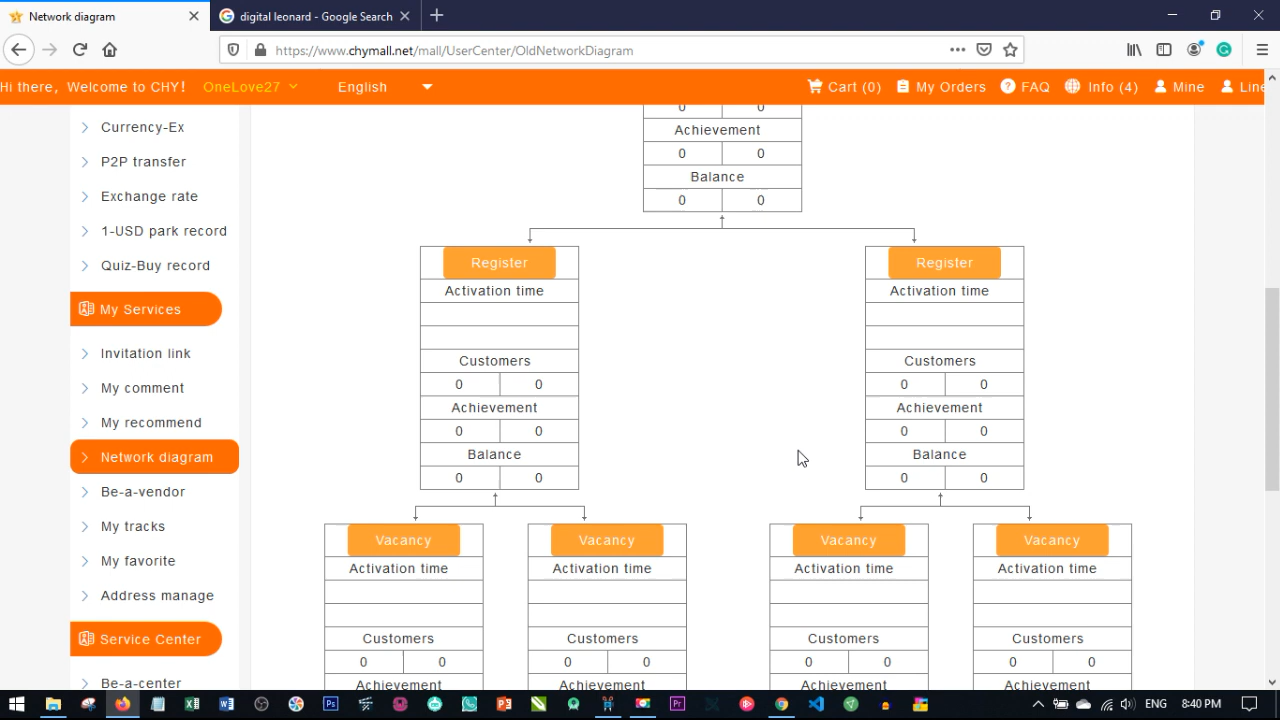 Network diagram
digital leonard - Google Search
https://www.chymall.net/mall/UserCenter/OldNetworkDiagram
Hi there, Welcome to CHY! OneLove27 English Cart (0) My Orders FAQ Info (4) Mine Line
Currency-Ex
P2P transfer
Exchange rate
1-USD park record
Quiz-Buy record
My Services
Invitation link
My comment
My recommend
Network diagram
Be-a-vendor
My tracks
My favorite
Address manage
Service Center
Be-a-center
0 0
Achievement
0 0
Balance
0 0
Register
Activation time
Customers
0 0
Achievement
0 0
Balance
0 0
Register
Activation time
Customers
0 0
Achievement
0 0
Balance
0 0
Vacancy
Activation time
Customers
0 0
Achievement
Vacancy
Activation time
Customers
0 0
Achievement
Vacancy
Activation time
Customers
0 0
Achievement
Vacancy
Activation time
Customers
0 0
Achievement
ENG 8:40 PM